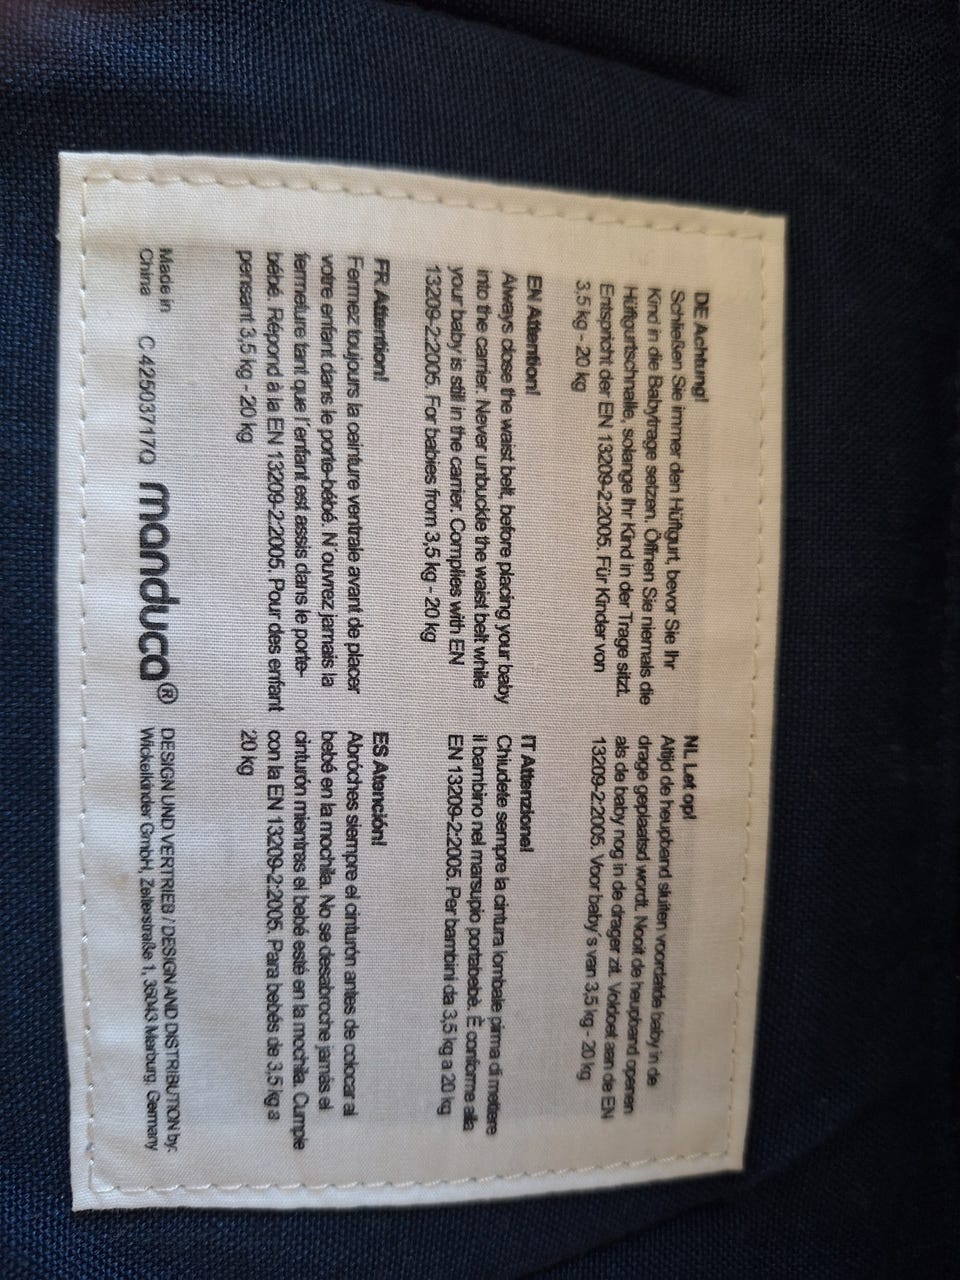 DE Achtung!
Schließen Sie immer den Hüftgurt, bevor Sie Ihr
Kind in die Babytrage setzen. Öffnen Sie niemals die
Hüftgurtschnalle, solange Ihr Kind in der Trage sitzt.
Entspricht der EN 13209-2:2005. Für Kinder von
3.5 kg - 20 kg
NL Let op!
Altijd de heupband sluiten voordatde baby in de
drage geplaatsd wordt. Nooit de heupband openen
als de baby nog in de drager zit. Voldoet aan de EN
13209-2:2005. Voor baby's van 3,5 kg - 20 kg
EN Attention!
Always close the waist belt, before placing your baby
into the carrier. Never unbuckle the waist belt while
your baby is still in the carrier. Complies with EN
13209-2:2005. For babies from 3,5 kg - 20 kg
IT Attenzione!
Chiudete sempre la cintura lombale pirma di mettere
il bambino nel marsupio portabebè. È conforme alla
EN 13209-2:2005. Per bambini da 3,5 kg a 20 kg
FR Attention!
Fermez toujours la ceinture ventrale avant de placer
votre enfant dans le porte-bébé. N'ouvrez jamais la
fermeture tant que l'enfant est assis dans le porte-
bébé. Répond à la EN 13209-2:2005. Pour des enfant
pensant 3.5 kg - 20 kg
ES Atención!
Abróches siempre el cinturón antes de colocar al
bebé en la mochila. No se desabroche jamás el
cinturón mientras el bebé esté en la mochila. Cumple
con la EN 13209-2:2005. Para bebés de 3,5 kg a
20 kg
Made in
China
C 42503717Q
manduca®
DESIGN UND VERTRIEB / DESIGN AND DISTRIBUTION by:
Wickelkinder GmbH, Zeiterstraße 1, 35043 Marburg, Germany